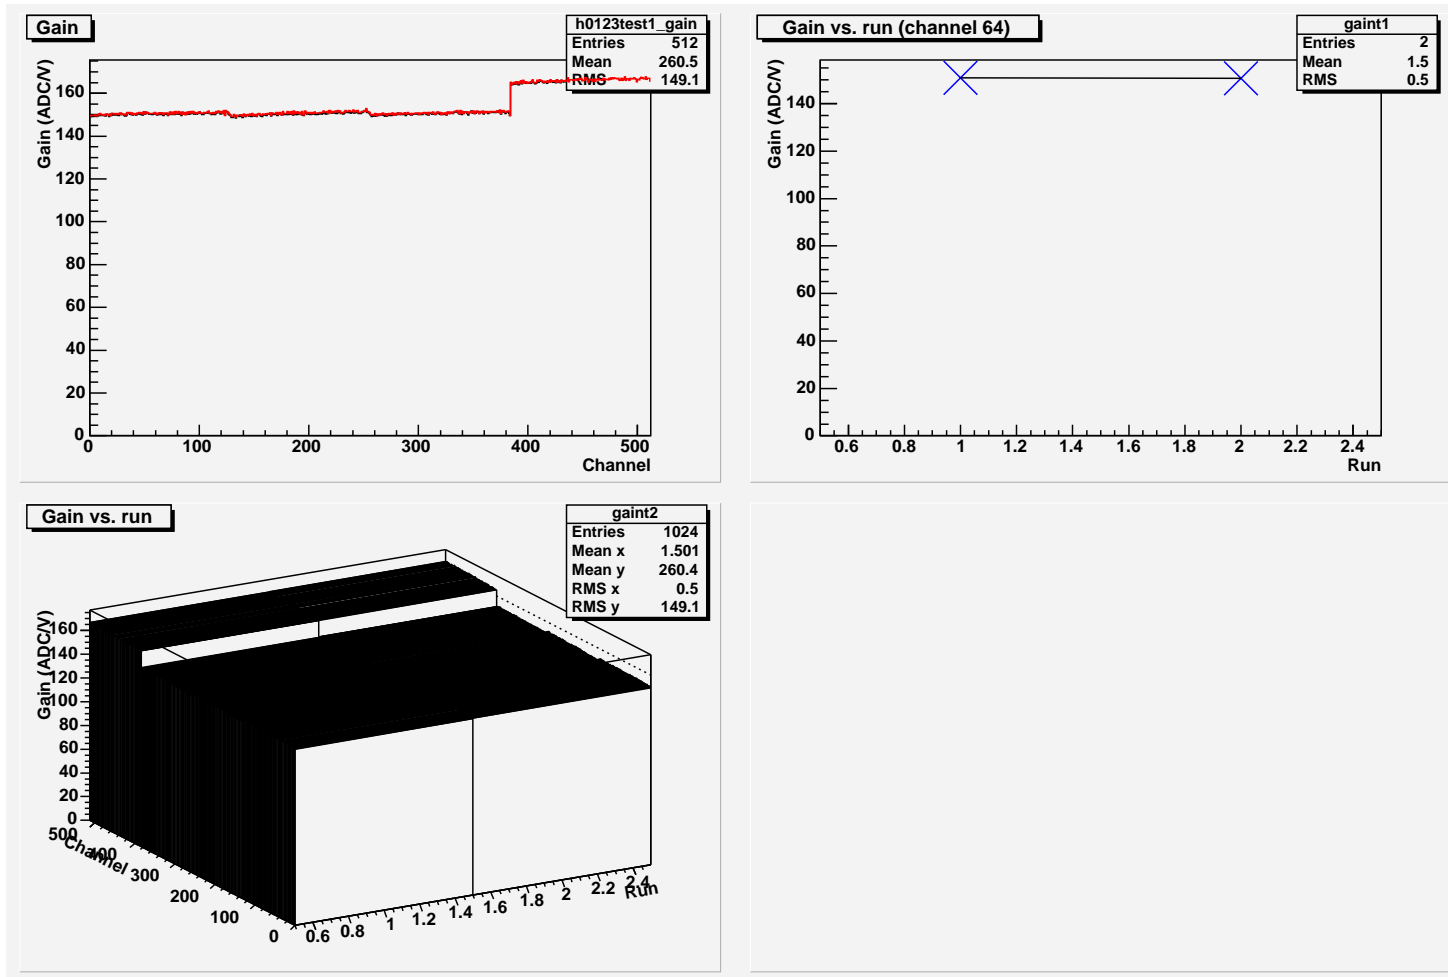 Gain
h0123test1_gain
Entries 512
Mean 260.5
RMS 149.1
Gain (ADC/V)
160
140
120
100
80
60
40
20
0
0 100 200 300 400 500
Channel
Gain vs. run (channel 64)
gaint1
Entries 2
Mean 1.5
RMS 0.5
Gain (ADC/V)
140
120
100
80
60
40
20
0
0.6 0.8 1 1.2 1.4 1.6 1.8 2 2.2 2.4
Run
Gain vs. run
gaint2
Entries 1024
Mean x 1.501
Mean y 260.4
RMS x 0.5
RMS y 149.1
Gain (ADC/V)
160
140
120
100
80
60
40
20
0
500 400 300 200 100 0
Channel
0.6 0.8 1 1.2 1.4 1.6 1.8 2 2.2 2.4
Run